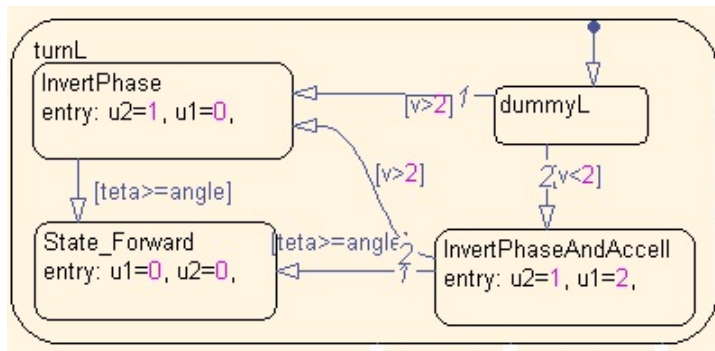 turnL
InvertPhase
entry: u2=1, u1=0,
[v>2] 1
dummyL
[v>2]
2 [v<2]
[teta>=angle]
State_Forward
entry: u1=0, u2=0,
[teta>=angle]
2
1
InvertPhaseAndAccell
entry: u2=1, u1=2,